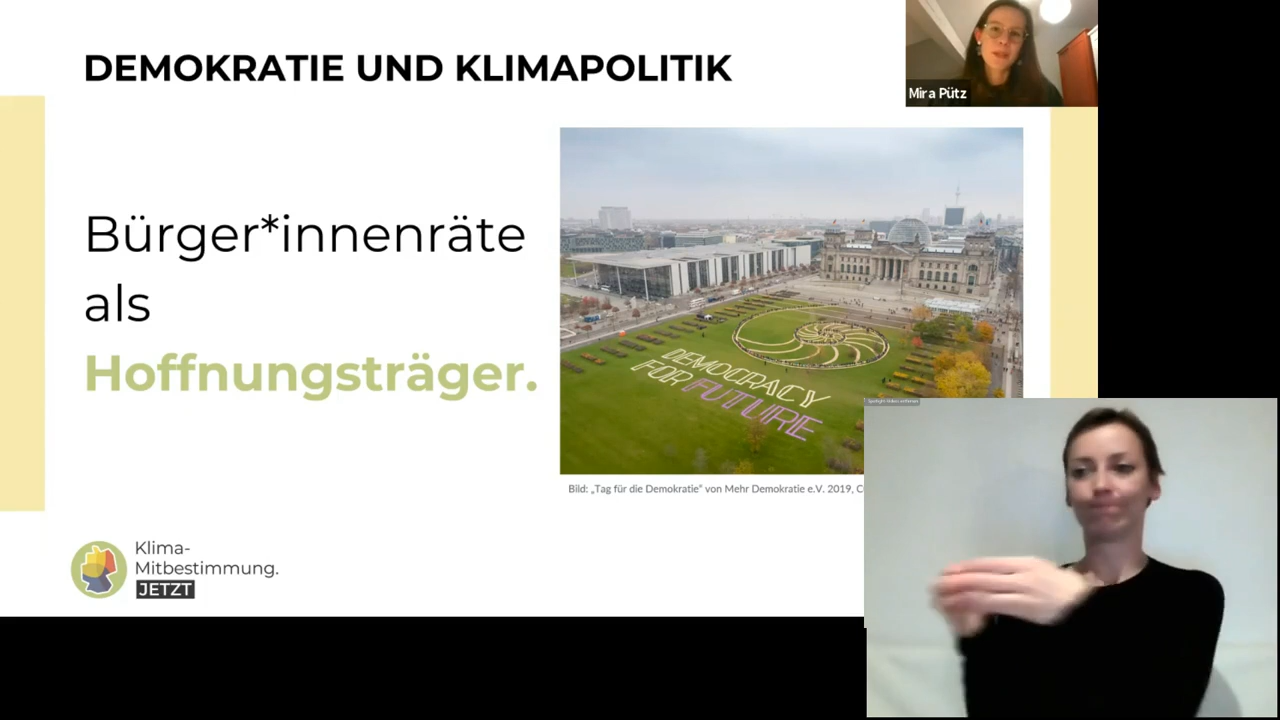 DEMOKRATIE UND KLIMAPOLITIK
Mira Pütz
Bürger*innenräte
als
Hoffnungsträger.
DEMOCRACY
FOR FUTURE
Bild: „Tag für die Demokratie“ von Mehr Demokratie e.V. 2019,
Klima-
Mitbestimmung.
JETZT